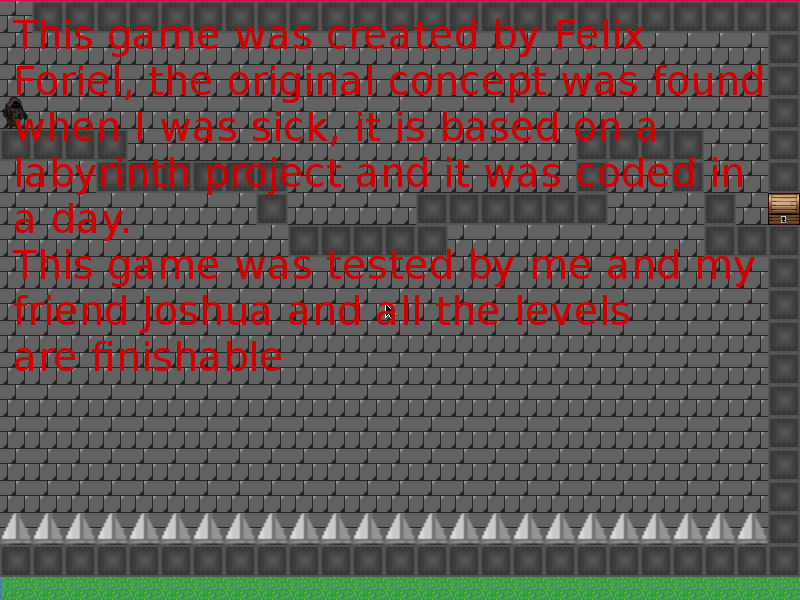 This game was created by Felix
Foriel, the original concept was found
when I was sick, it is based on a
labyrinth project and it was coded in
a day.
This game was tested by me and my
friend Joshua and all the levels
are finishable